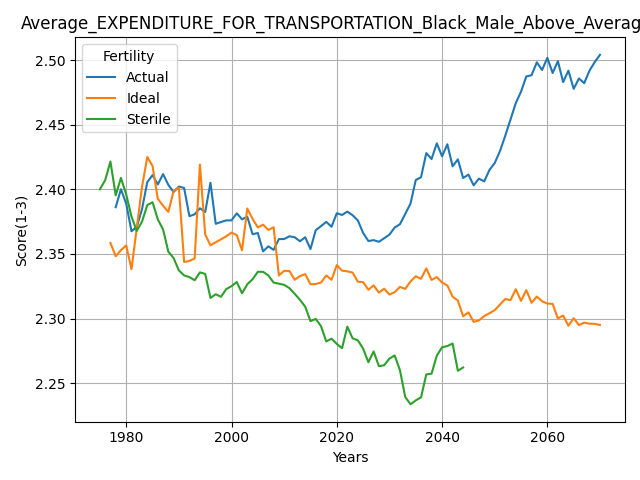 Average_EXPENDITURE_FOR_TRANSPORTATION_Black_Male_Above_Averag
Fertility
Actual
Ideal
Sterile
2.50
2.45
2.40
2.35
2.30
2.25
Score(1-3)
1980 2000 2020 2040 2060
Years